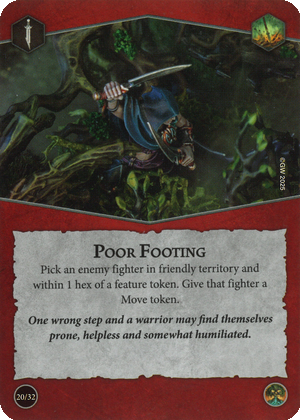 ©GW 2025
POOR FOOTING
Pick an enemy fighter in friendly territory and
within 1 hex of a feature token. Give that fighter a
Move token.
One wrong step and a warrior may find themselves
prone, helpless and somewhat humiliated.
20/32